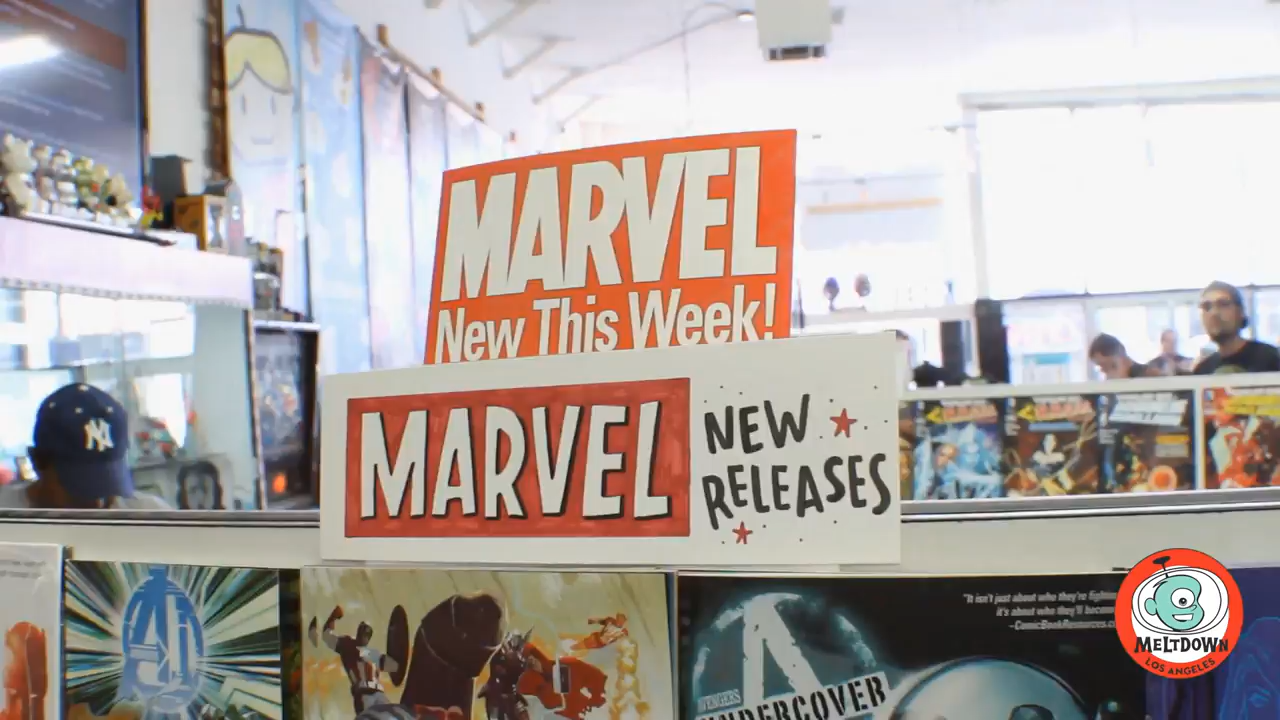 MARVEL
New This Week!
MARVEL
NEW
RELEASES
NY
"It isn't just about who they're fighting
it's about who they'll become
—ComicBookResources.c
AVENGERS
UNDERCOVER
MELTDOWN
LOS ANGELES